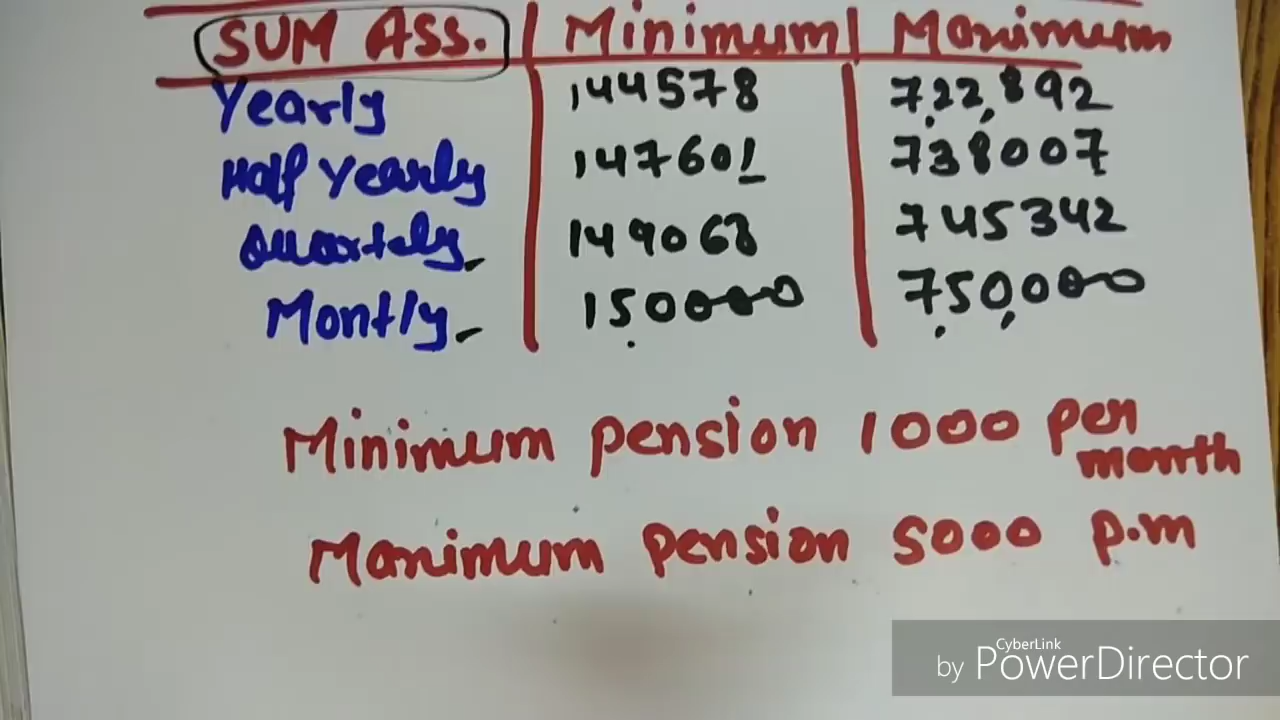 SUM ASS. Minimum Maximum
Yearly 144578 722,892
Half Yearly 147601 738007
Quartely 149068 745342
Montly 150000 750,000
Minimum pension 1000 per month
Maximum pension 5000 p.m
CyberLink
by PowerDirector